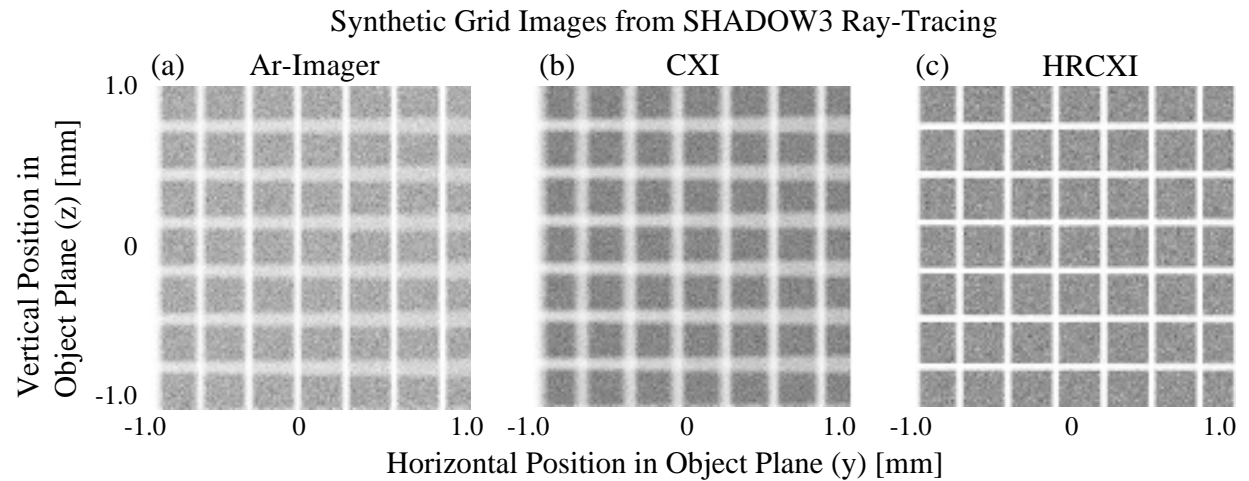 Synthetic Grid Images from SHADOW3 Ray-Tracing
(a) Ar-Imager (b) CXI (c) HRCXI
Vertical Position in
Object Plane (z) [mm]
1.0
0
-1.0
-1.0 0 1.0 -1.0 0 1.0 -1.0 0 1.0
Horizontal Position in Object Plane (y) [mm]